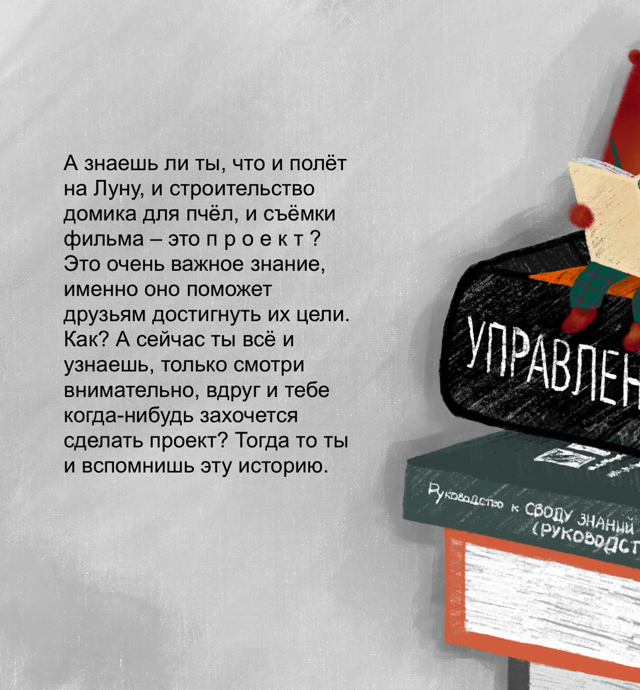 А знаешь ли ты, что и полёт
на Луну, и строительство
домика для пчёл, и съёмки
фильма – это п р о е к т ?
Это очень важное знание,
именно оно поможет
друзьям достигнуть их цели.
Как? А сейчас ты всё и
узнаешь, только смотри
внимательно, вдруг и тебе
когда-нибудь захочется
сделать проект? Тогда то ты
и вспомнишь эту историю.
УПРАВЛЕН
Руководство к СВОДУ ЗНАНИЙ
(РУКОВОДСТ